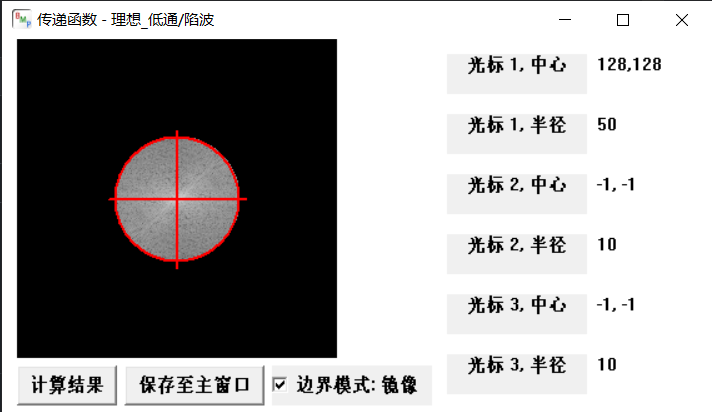 传递函数 - 理想_低通/陷波
光标 1, 中心 128,128
光标 1, 半径 50
光标 2, 中心 -1, -1
光标 2, 半径 10
光标 3, 中心 -1, -1
光标 3, 半径 10
计算结果 保存至主窗口 边界模式: 镜像